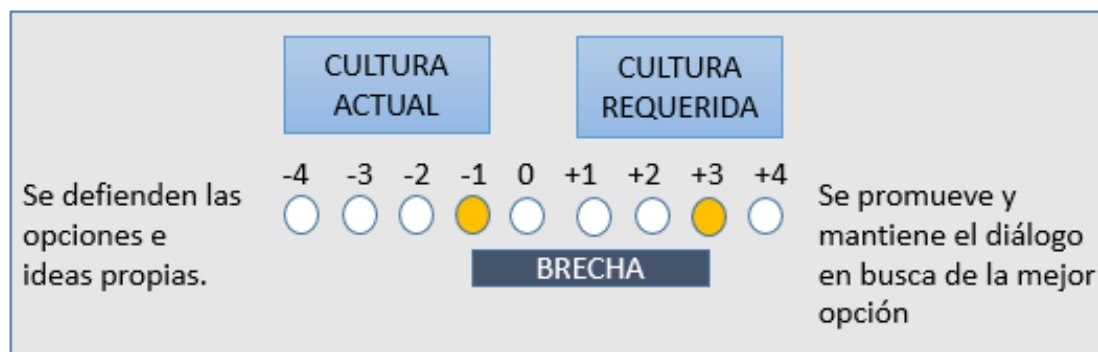 CULTURA
ACTUAL
CULTURA
REQUERIDA
-4 -3 -2 -1 0 +1 +2 +3 +4
Se defienden las
opciones e
ideas propias.
BRECHA
Se promueve y
mantiene el diálogo
en busca de la mejor
opción